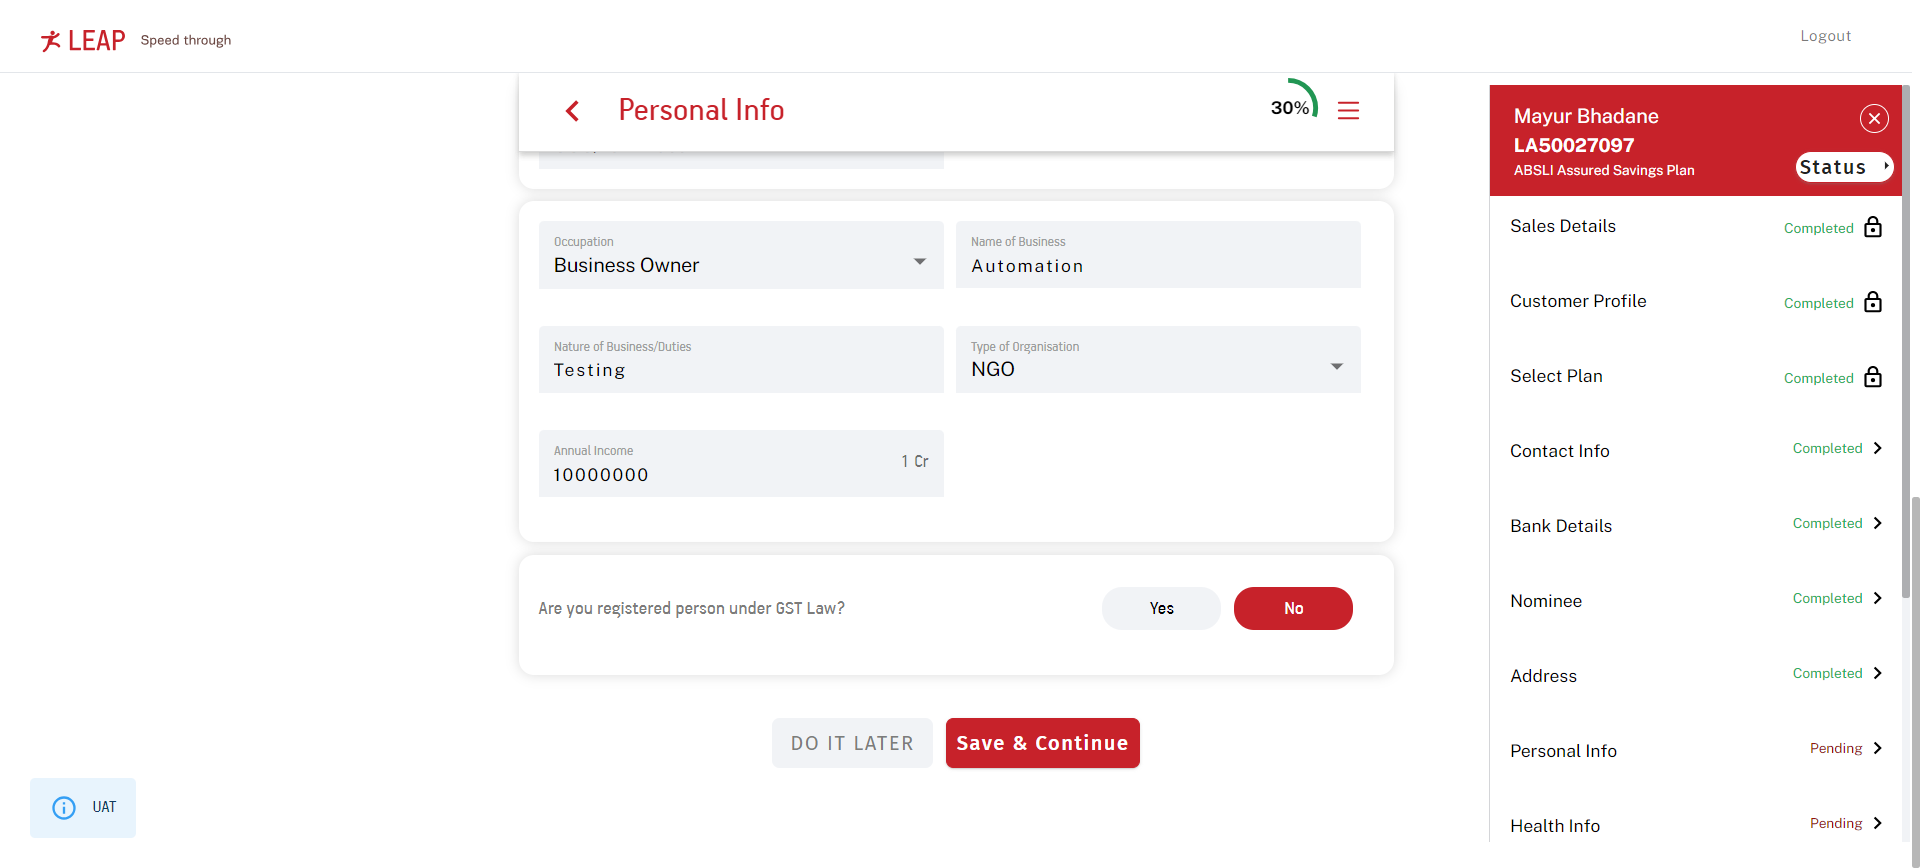 LEAP Speed through
Logout
Personal Info
30%
Occupation
Business Owner
Name of Business
Automation
Nature of Business/Duties
Testing
Type of Organisation
NGO
Annual Income
10000000
1 Cr
Are you registered person under GST Law?
Yes
No
DO IT LATER
Save & Continue
UAT
Mayur Bhadane
LA50027097
ABSLI Assured Savings Plan
Status
Sales Details Completed
Customer Profile Completed
Select Plan Completed
Contact Info Completed
Bank Details Completed
Nominee Completed
Address Completed
Personal Info Pending
Health Info Pending